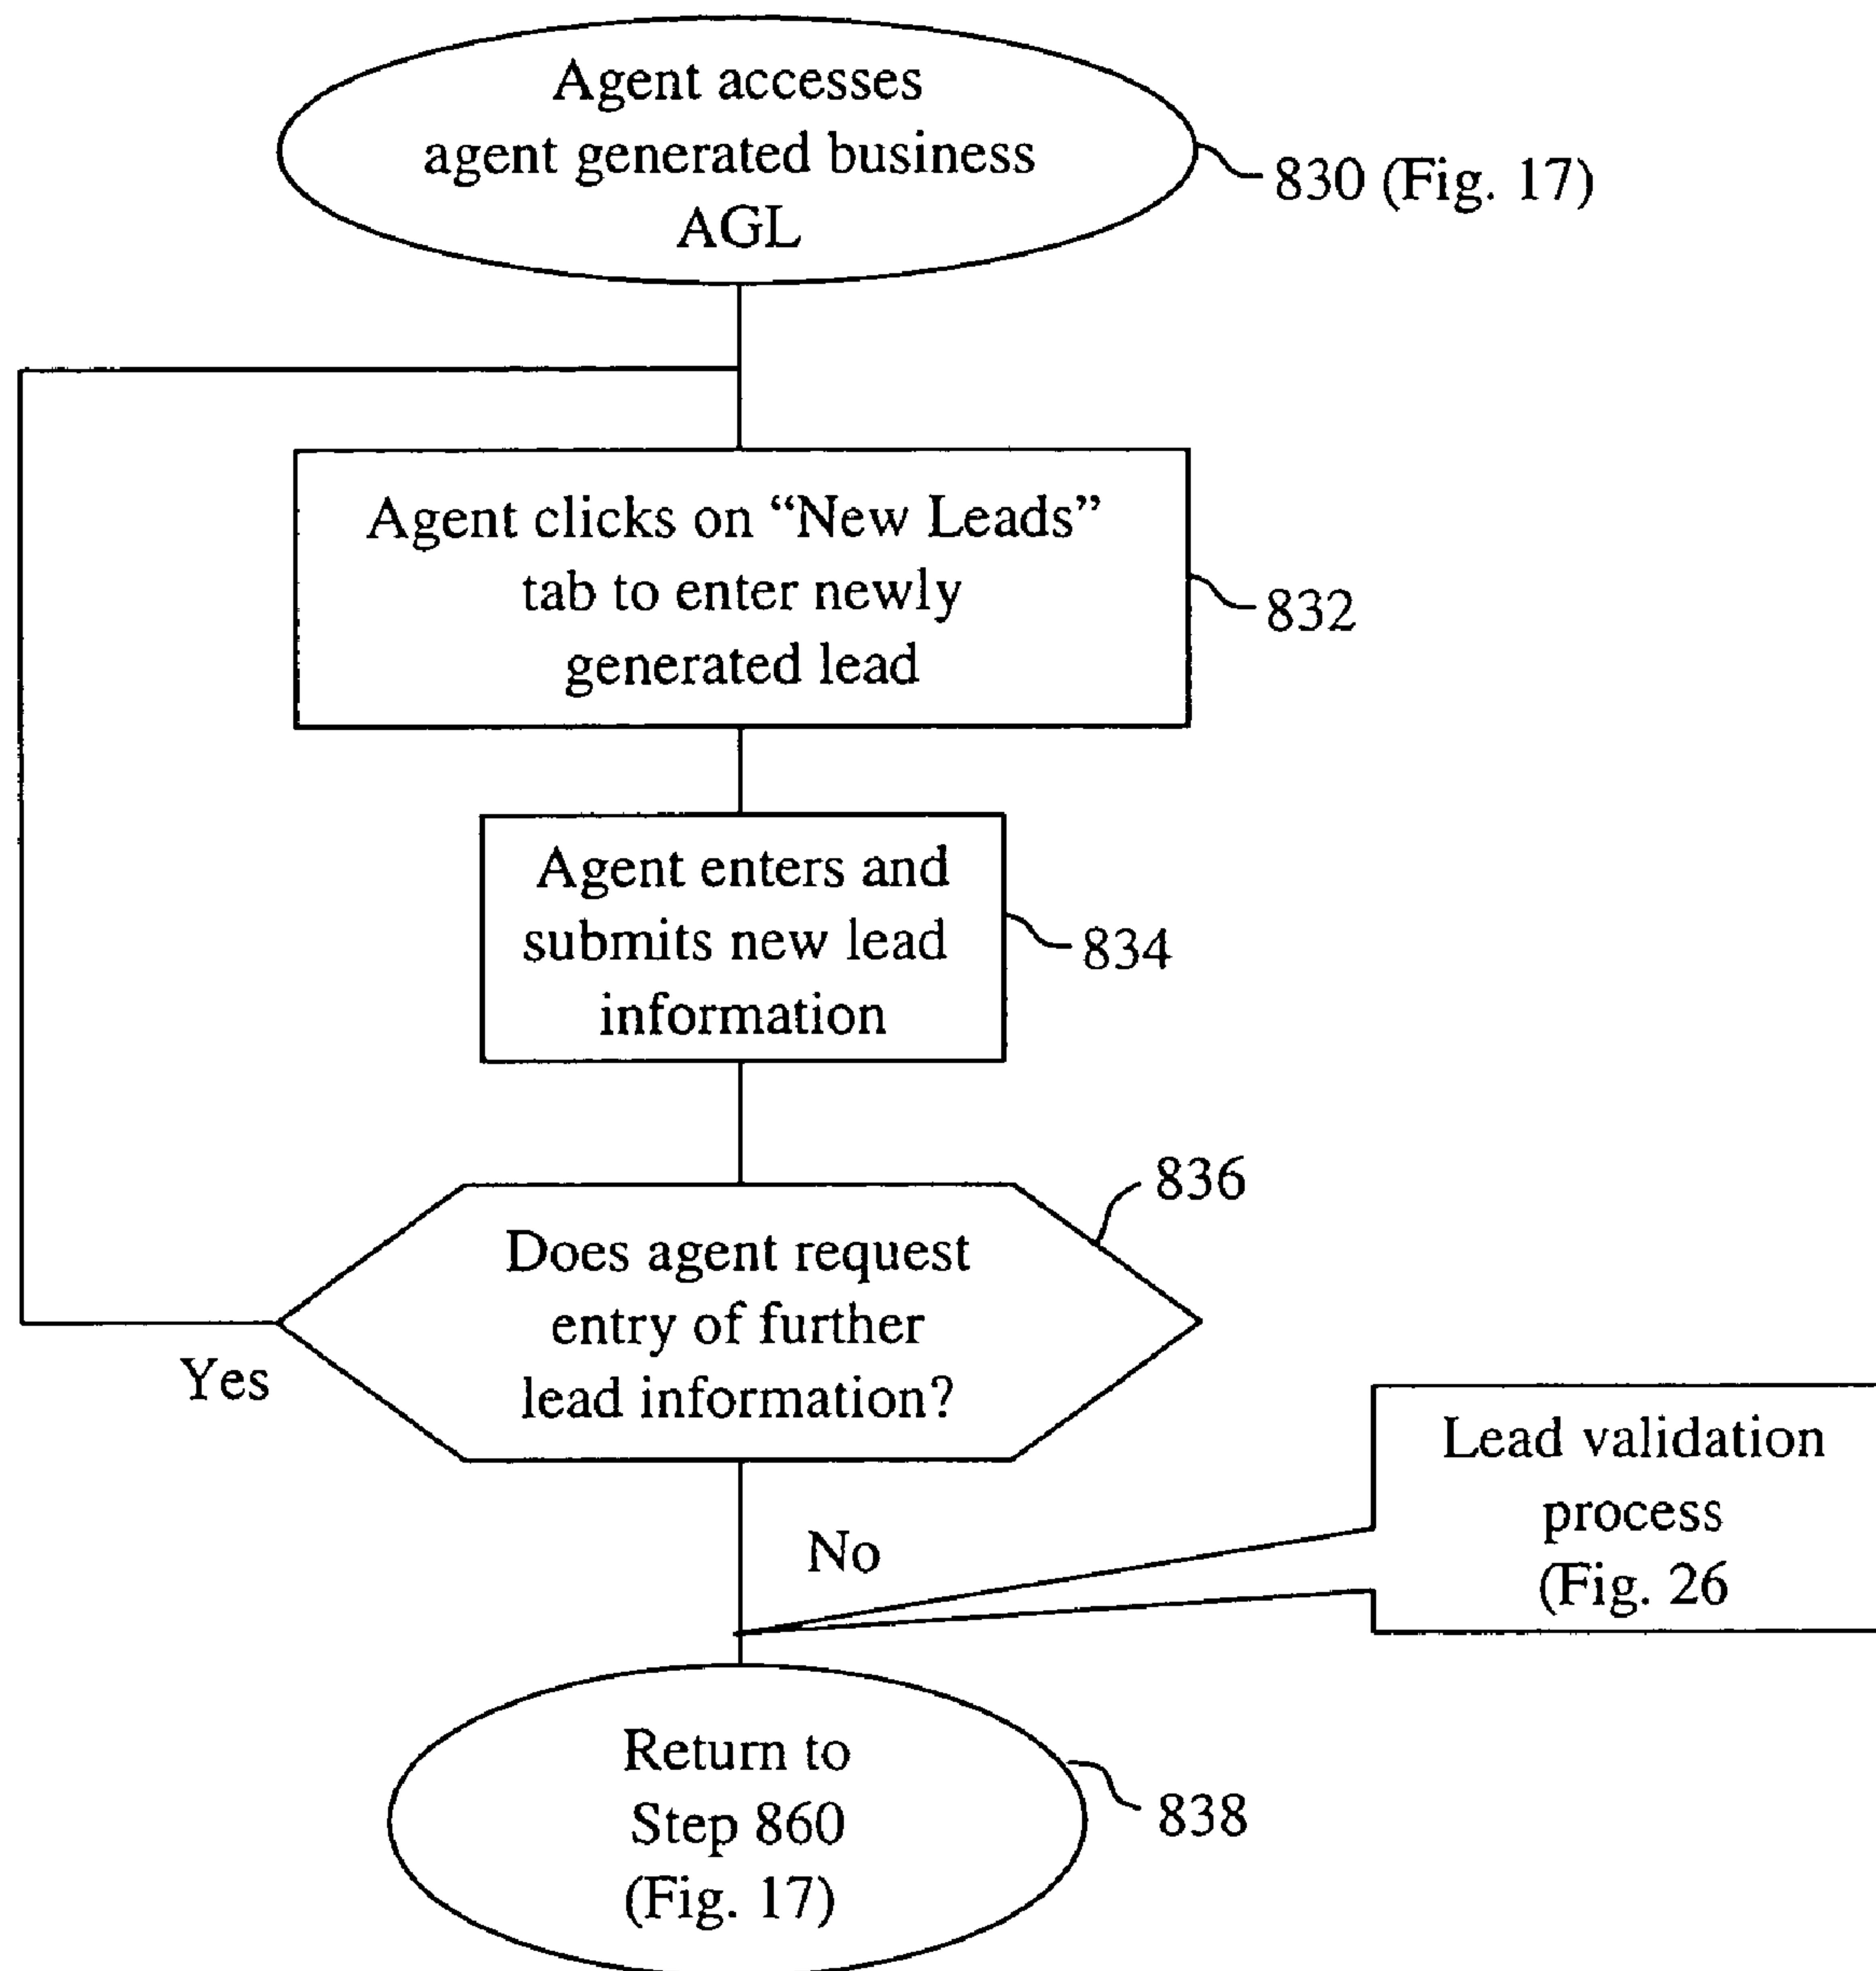 Agent accesses
agent generated business
AGL
830 (Fig. 17)
Agent clicks on “New Leads”
tab to enter newly
generated lead
832
Agent enters and
submits new lead
information
834
836
Does agent request
entry of further
lead information?
Yes
No
Lead validation
process
(Fig. 26
Return to
Step 860
(Fig. 17)
838